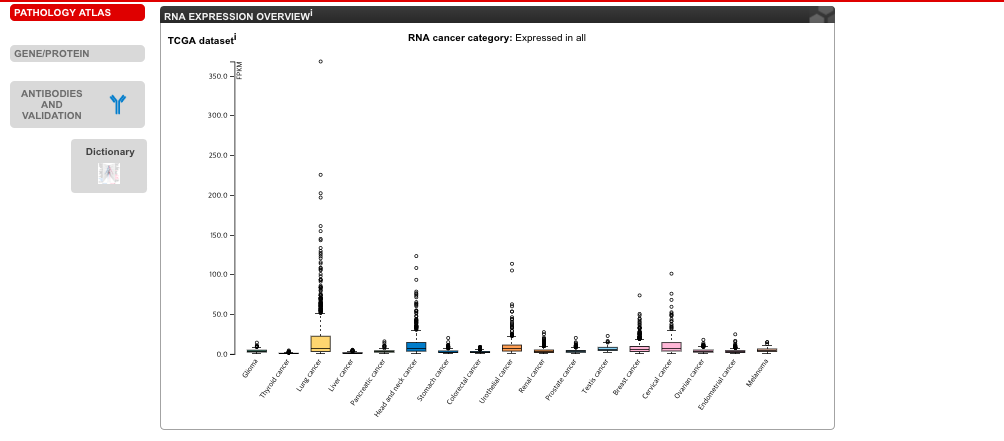 PATHOLOGY ATLAS
GENE/PROTEIN
ANTIBODIES
AND
VALIDATION
Dictionary
RNA EXPRESSION OVERVIEWi
TCGA dataseti
RNA cancer category: Expressed in all
FPKM
350.0
300.0
250.0
200.0
150.0
100.0
50.0
0.0
Glioma
Thyroid cancer
Lung cancer
Liver cancer
Pancreatic cancer
Head and neck cancer
Stomach cancer
Colorectal cancer
Urothelial cancer
Renal cancer
Prostate cancer
Testis cancer
Breast cancer
Cervical cancer
Ovarian cancer
Endometrial cancer
Melanoma